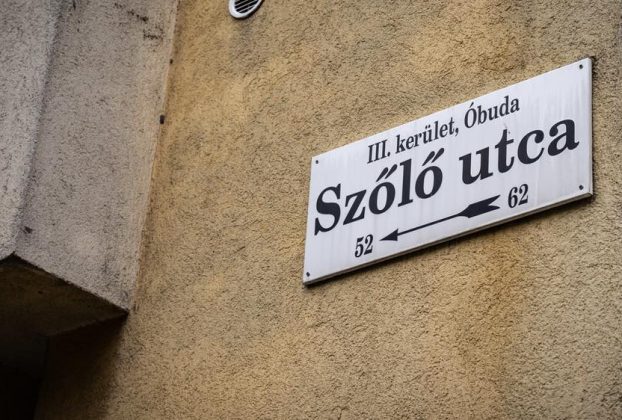 III. kerület, Óbuda
Szőlő utca
52 62